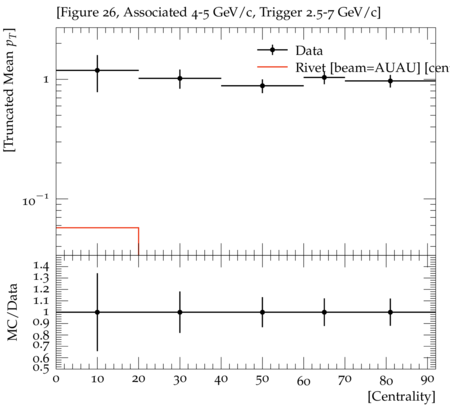 [Figure 26, Associated 4-5 GeV/c, Trigger 2.5-7 GeV/c]
[Truncated Mean p_T]
Data
Rivet [beam=AUAU] [cen
1
10⁻¹
MC/Data
1.4
1.3
1.2
1.1
1
0.9
0.8
0.7
0.6
0.5
0 10 20 30 40 50 60 70 80 90
[Centrality]